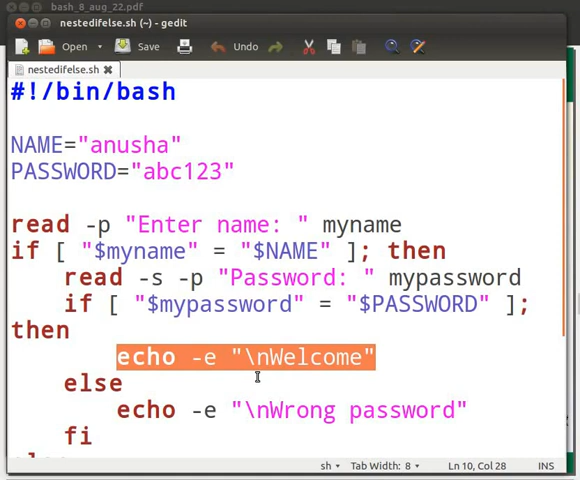 bash_8_aug_22.pdf
nestedifelse.sh (~) - gedit
Open Save Undo
nestedifelse.sh
#!/bin/bash
NAME="anusha"
PASSWORD="abc123"
read -p "Enter name: " myname
if [ "$myname" = "$NAME" ]; then
read -s -p "Password: " mypassword
if [ "$mypassword" = "$PASSWORD" ];
then
echo -e "\nWelcome"
else
echo -e "\nWrong password"
fi
sh Tab Width: 8 Ln 10, Col 28 INS